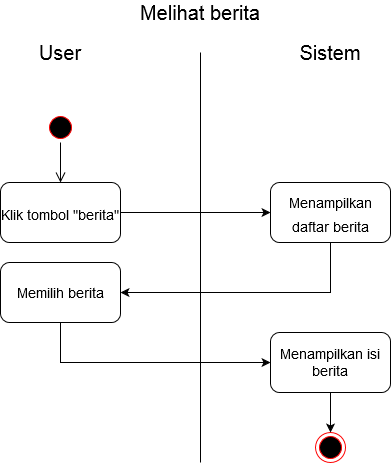 Melihat berita
User
Sistem
Klik tombol "berita"
Menampilkan
daftar berita
Memilih berita
Menampilkan isi
berita